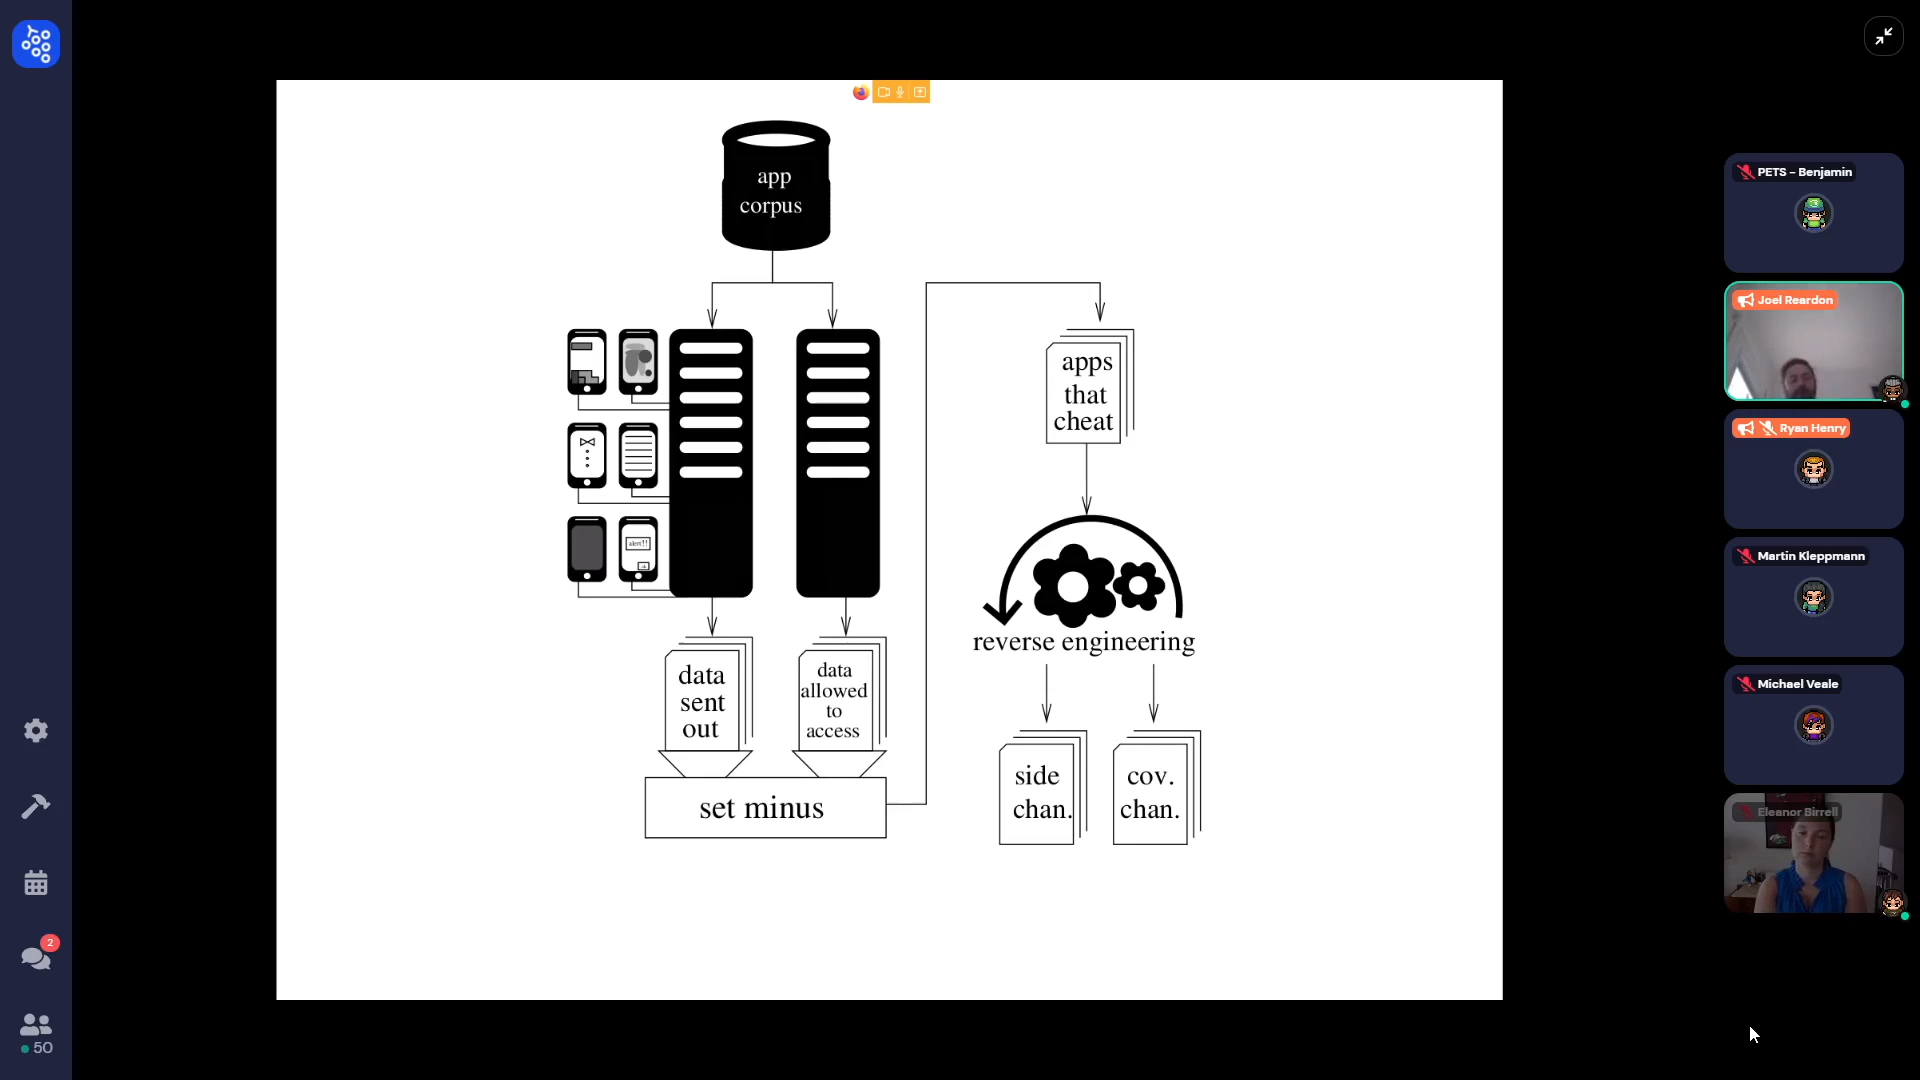 app
corpus
apps
that
cheat
alert!!
reverse engineering
data
sent
out
data
allowed
to
access
set minus
side
chan.
cov.
chan.
PETS – Benjamin
Joel Reardon
Ryan Henry
Martin Kleppmann
Michael Veale
Eleanor Birrell
2
50